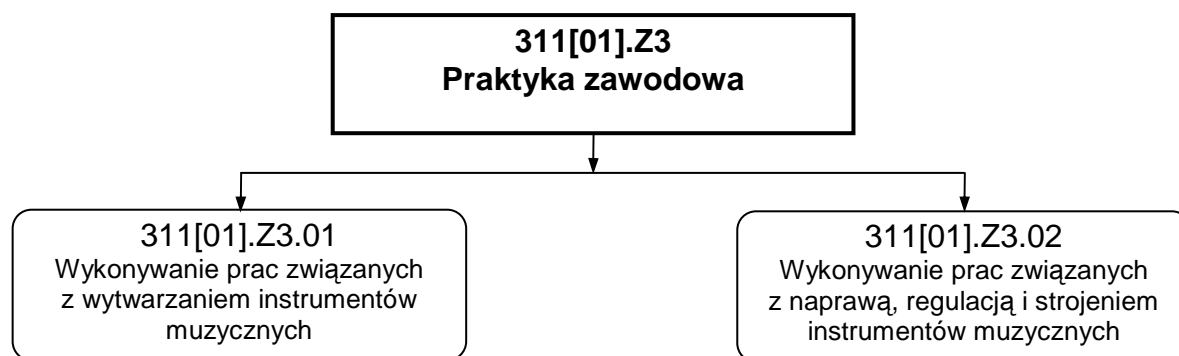 311[01].Z3
Praktyka zawodowa
311[01].Z3.01
Wykonywanie prac związanych
z wytwarzaniem instrumentów
muzycznych
311[01].Z3.02
Wykonywanie prac związanych
z naprawą, regulacją i strojeniem
instrumentów muzycznych